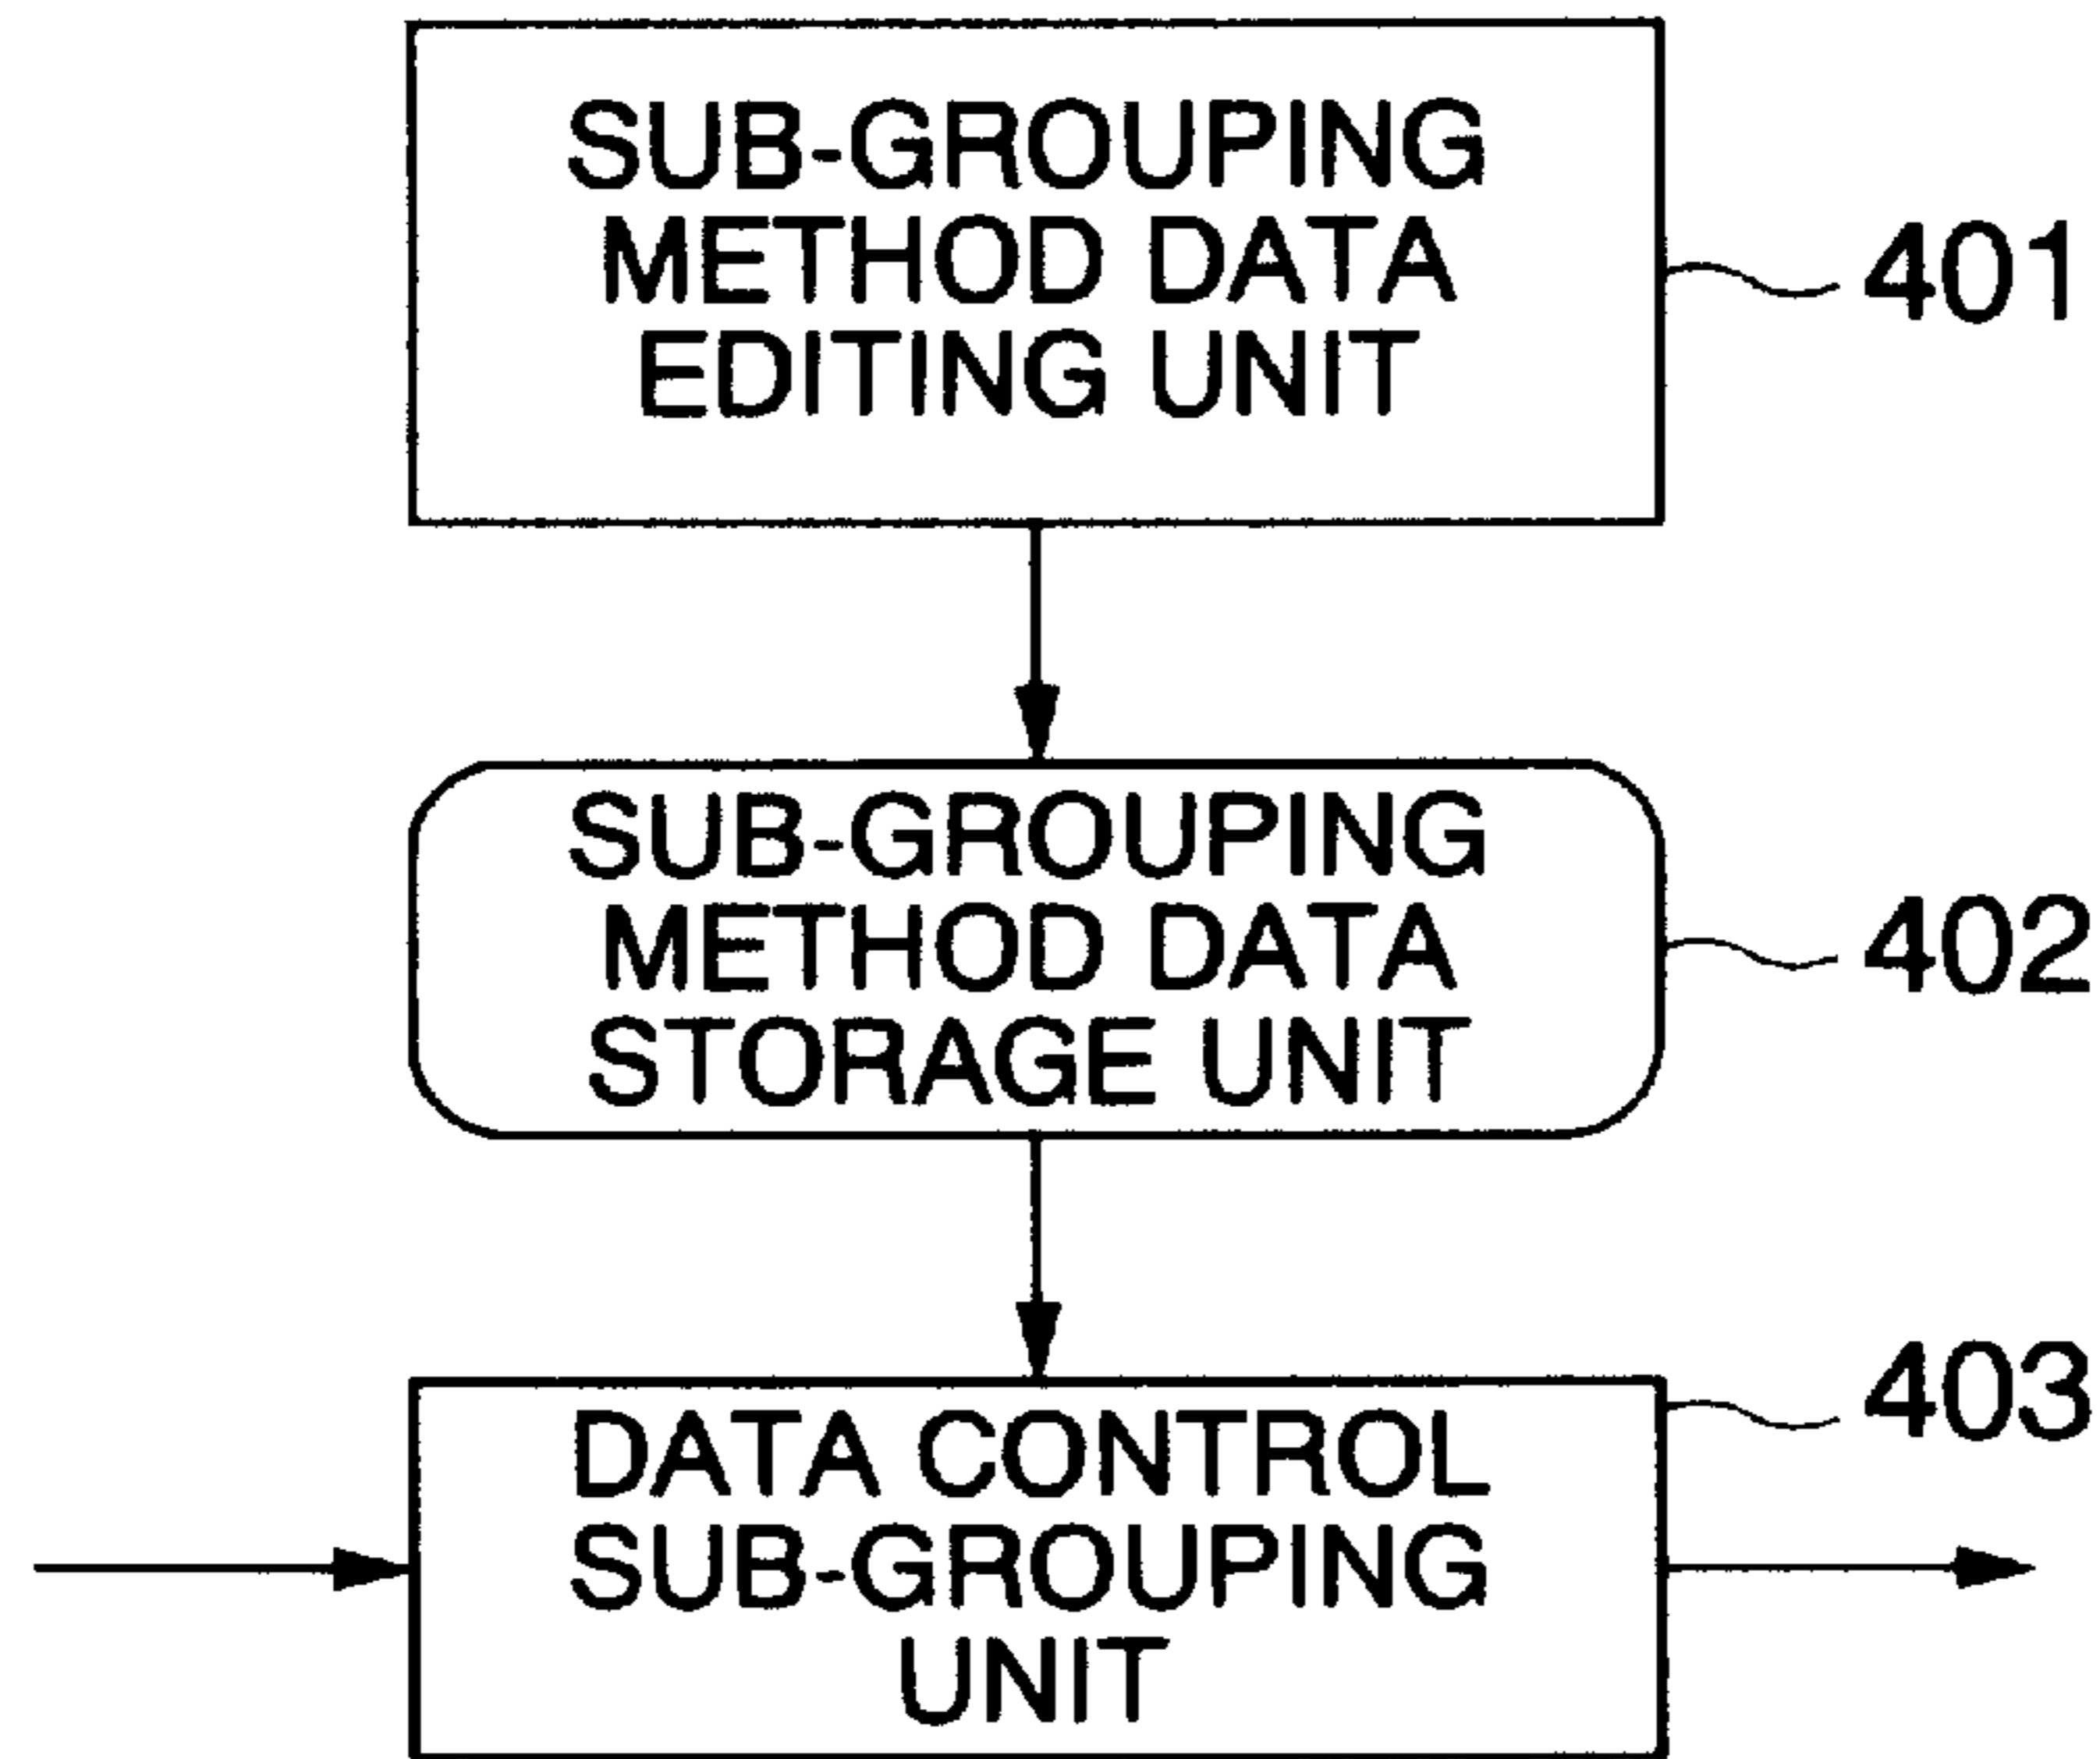 SUB-GROUPING
METHOD DATA
EDITING UNIT
401
SUB-GROUPING
METHOD DATA
STORAGE UNIT
402
403
DATA CONTROL
SUB-GROUPING
UNIT